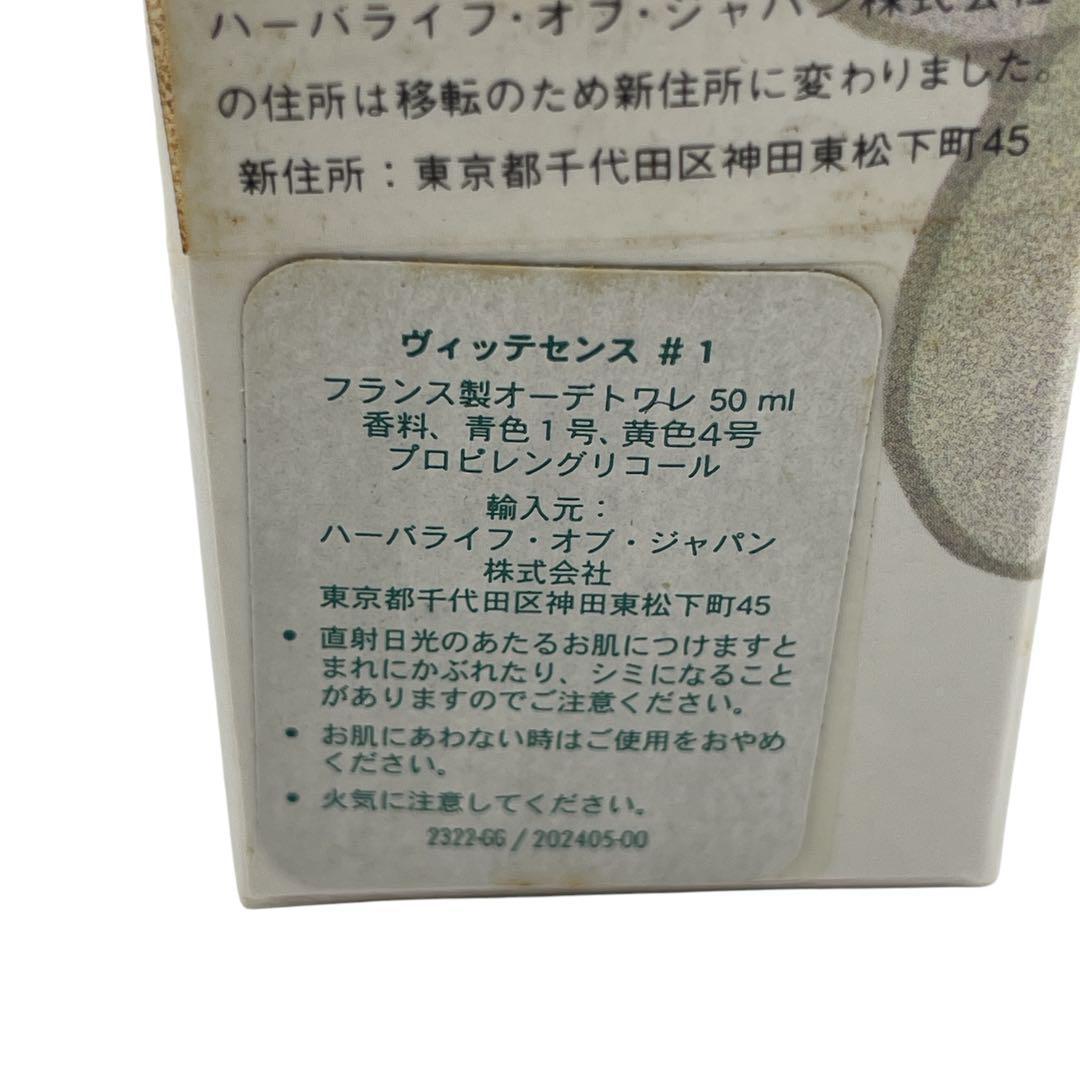 ハーバライフ・オブ・ジャパン株式会社
の住所は移転のため新住所に変わりました。
新住所：東京都千代田区神田東松下町45
ヴィッテセンス ＃1
フランス製オーデトワレ 50 ml
香料、青色1号、黄色4号
プロピレングリコール
輸入元：
ハーバライフ・オブ・ジャパン
株式会社
東京都千代田区神田東松下町45
• 直射日光のあたるお肌につけますと
まれにかぶれたり、シミになること
がありますのでご注意ください。
• お肌にあわない時はご使用をおやめ
ください。
• 火気に注意してください。
2322-GG / 202405-00